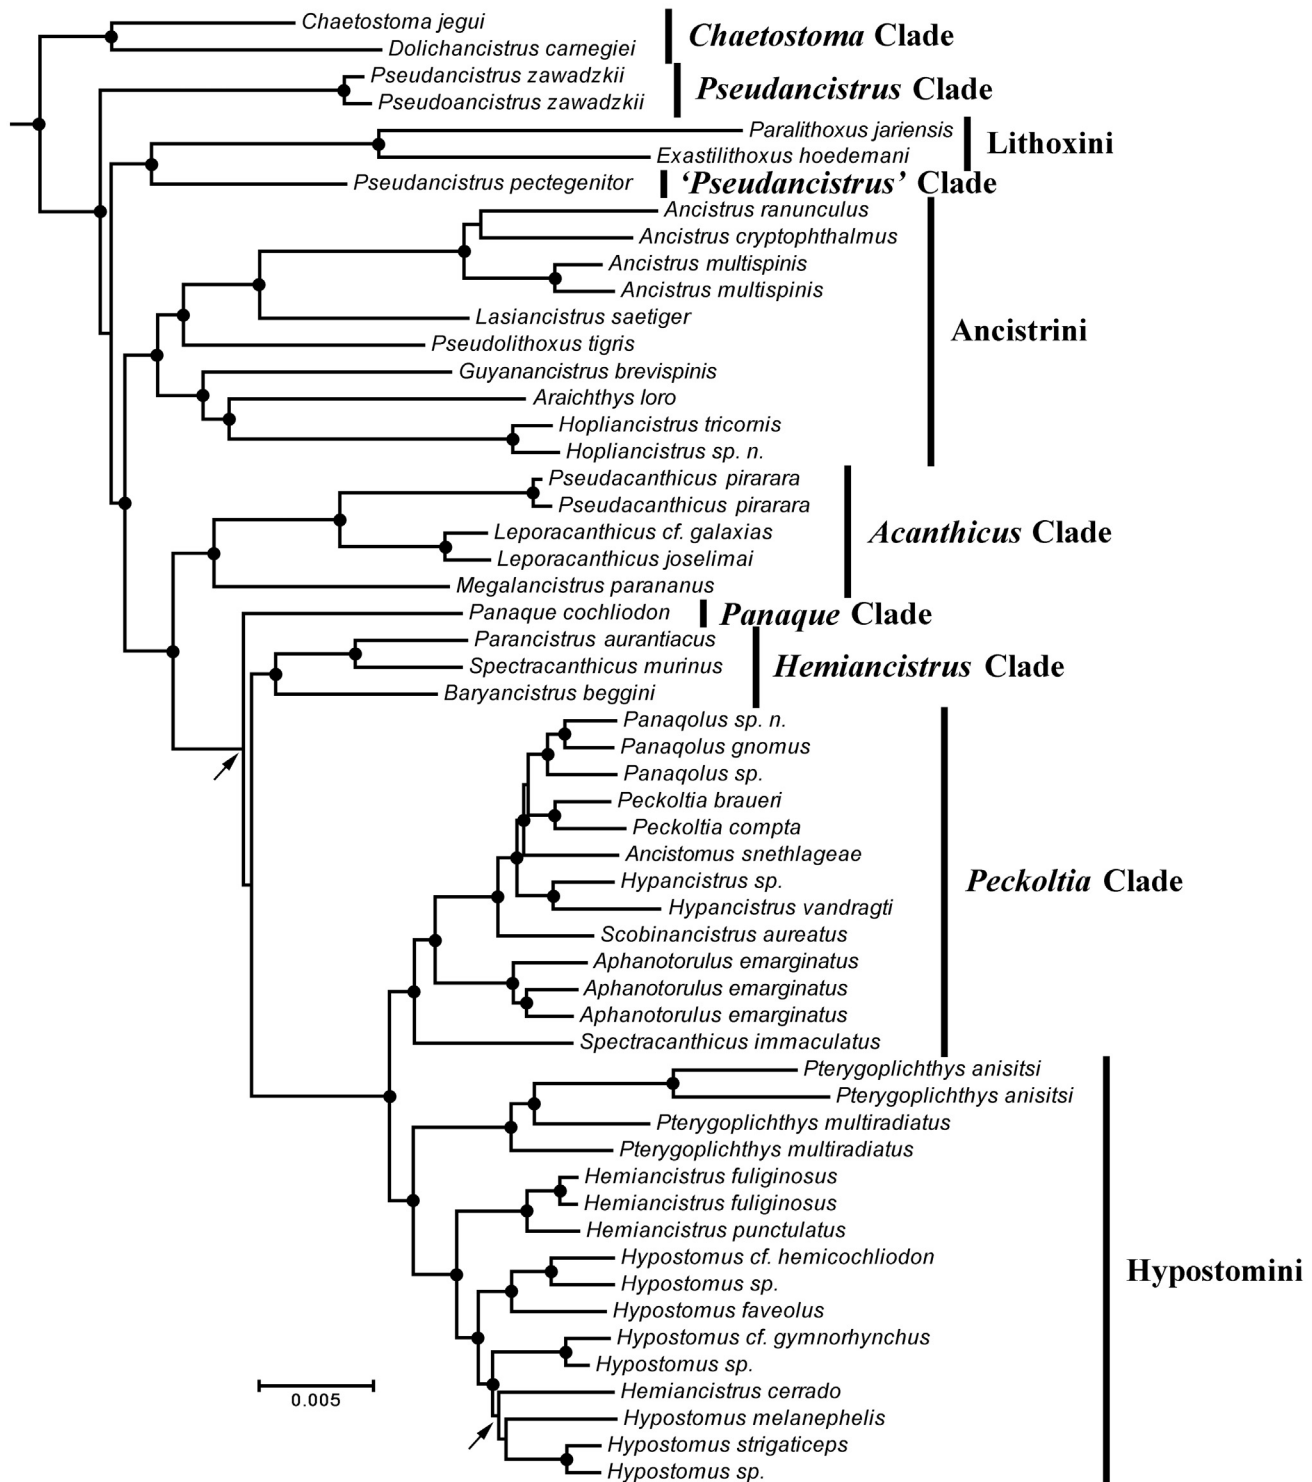 Chaetostoma jegui
Dolichancistrus carnegiei
Chaetostoma Clade
Pseudancistrus zawadzkii
Pseudoancistrus zawadzkii
Pseudancistrus Clade
Paralithoxus jariensis
Exastilithoxus hoedemani
Lithoxini
Pseudancistrus pectegenitor
‘Pseudancistrus’ Clade
Ancistrus ranunculus
Ancistrus cryptophthalmus
Ancistrus multispinis
Ancistrus multispinis
Lasiancistrus saetiger
Pseudolithoxus tigris
Guyanancistrus brevispinis
Araichthys loro
Hopliancistrus tricornis
Hopliancistrus sp. n.
Ancistrini
Pseudacanthicus pirarara
Pseudacanthicus pirarara
Leporacanthicus cf. galaxias
Leporacanthicus joselimai
Megalancistrus parananus
Acanthicus Clade
Panaque cochliodon
Panaque Clade
Parancistrus aurantiacus
Spectracanthicus murinus
Baryancistrus beggini
Hemiancistrus Clade
Panaqolus sp. n.
Panaqolus gnomus
Panaqolus sp.
Peckoltia braueri
Peckoltia compta
Ancistomus snethlageae
Hypancistrus sp.
Hypancistrus vandragti
Scobinancistrus aureatus
Aphanotorulus emarginatus
Aphanotorulus emarginatus
Aphanotorulus emarginatus
Spectracanthicus immaculatus
Peckoltia Clade
Pterygoplichthys anisitsi
Pterygoplichthys anisitsi
Pterygoplichthys multiradiatus
Pterygoplichthys multiradiatus
Hemiancistrus fuliginosus
Hemiancistrus fuliginosus
Hemiancistrus punctulatus
Hypostomus cf. hemicochliodon
Hypostomus sp.
Hypostomus faveolus
Hypostomus cf. gymnorhynchus
Hypostomus sp.
Hemiancistrus cerrado
Hypostomus melanephelis
Hypostomus strigaticeps
Hypostomus sp.
Hypostomini
0.005